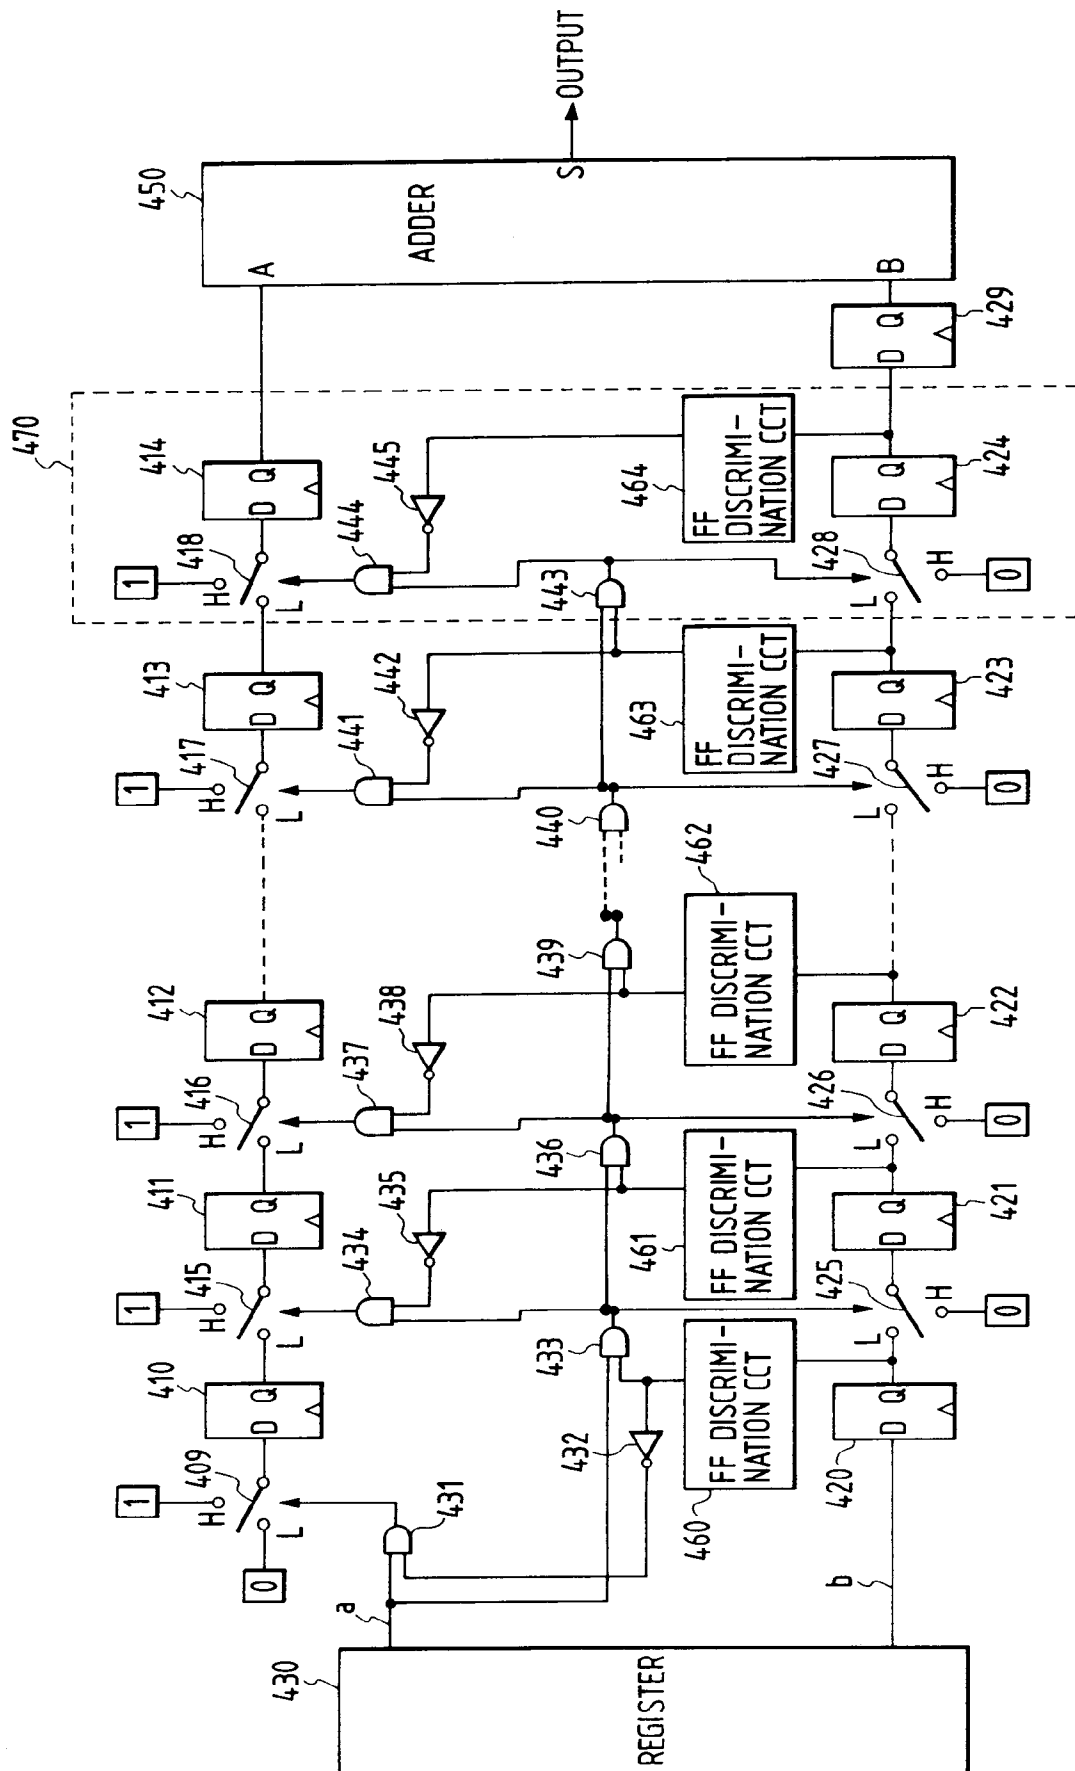 470
450
1
1
1
1
1
409
410
415
411
416
412
417
413
418
414
H
H
H
H
H
L
L
L
L
L
0
D Q
D Q
D Q
D Q
D Q
A
ADDER
S
OUTPUT
B
430
REGISTER
a
b
431
432
433
434
435
436
437
438
439
440
441
442
443
444
445
460
FF DISCRIMI-
NATION CCT
461
FF DISCRIMI-
NATION CCT
462
FF DISCRIMI-
NATION CCT
463
FF
DISCRIMI-
NATION CCT
464
FF
DISCRIMI-
NATION CCT
L
L
L
L
H
H
H
H
D Q
D Q
D Q
D Q
D Q
D Q
420
425
421
426
422
427
423
428
424
429
0
0
0
0